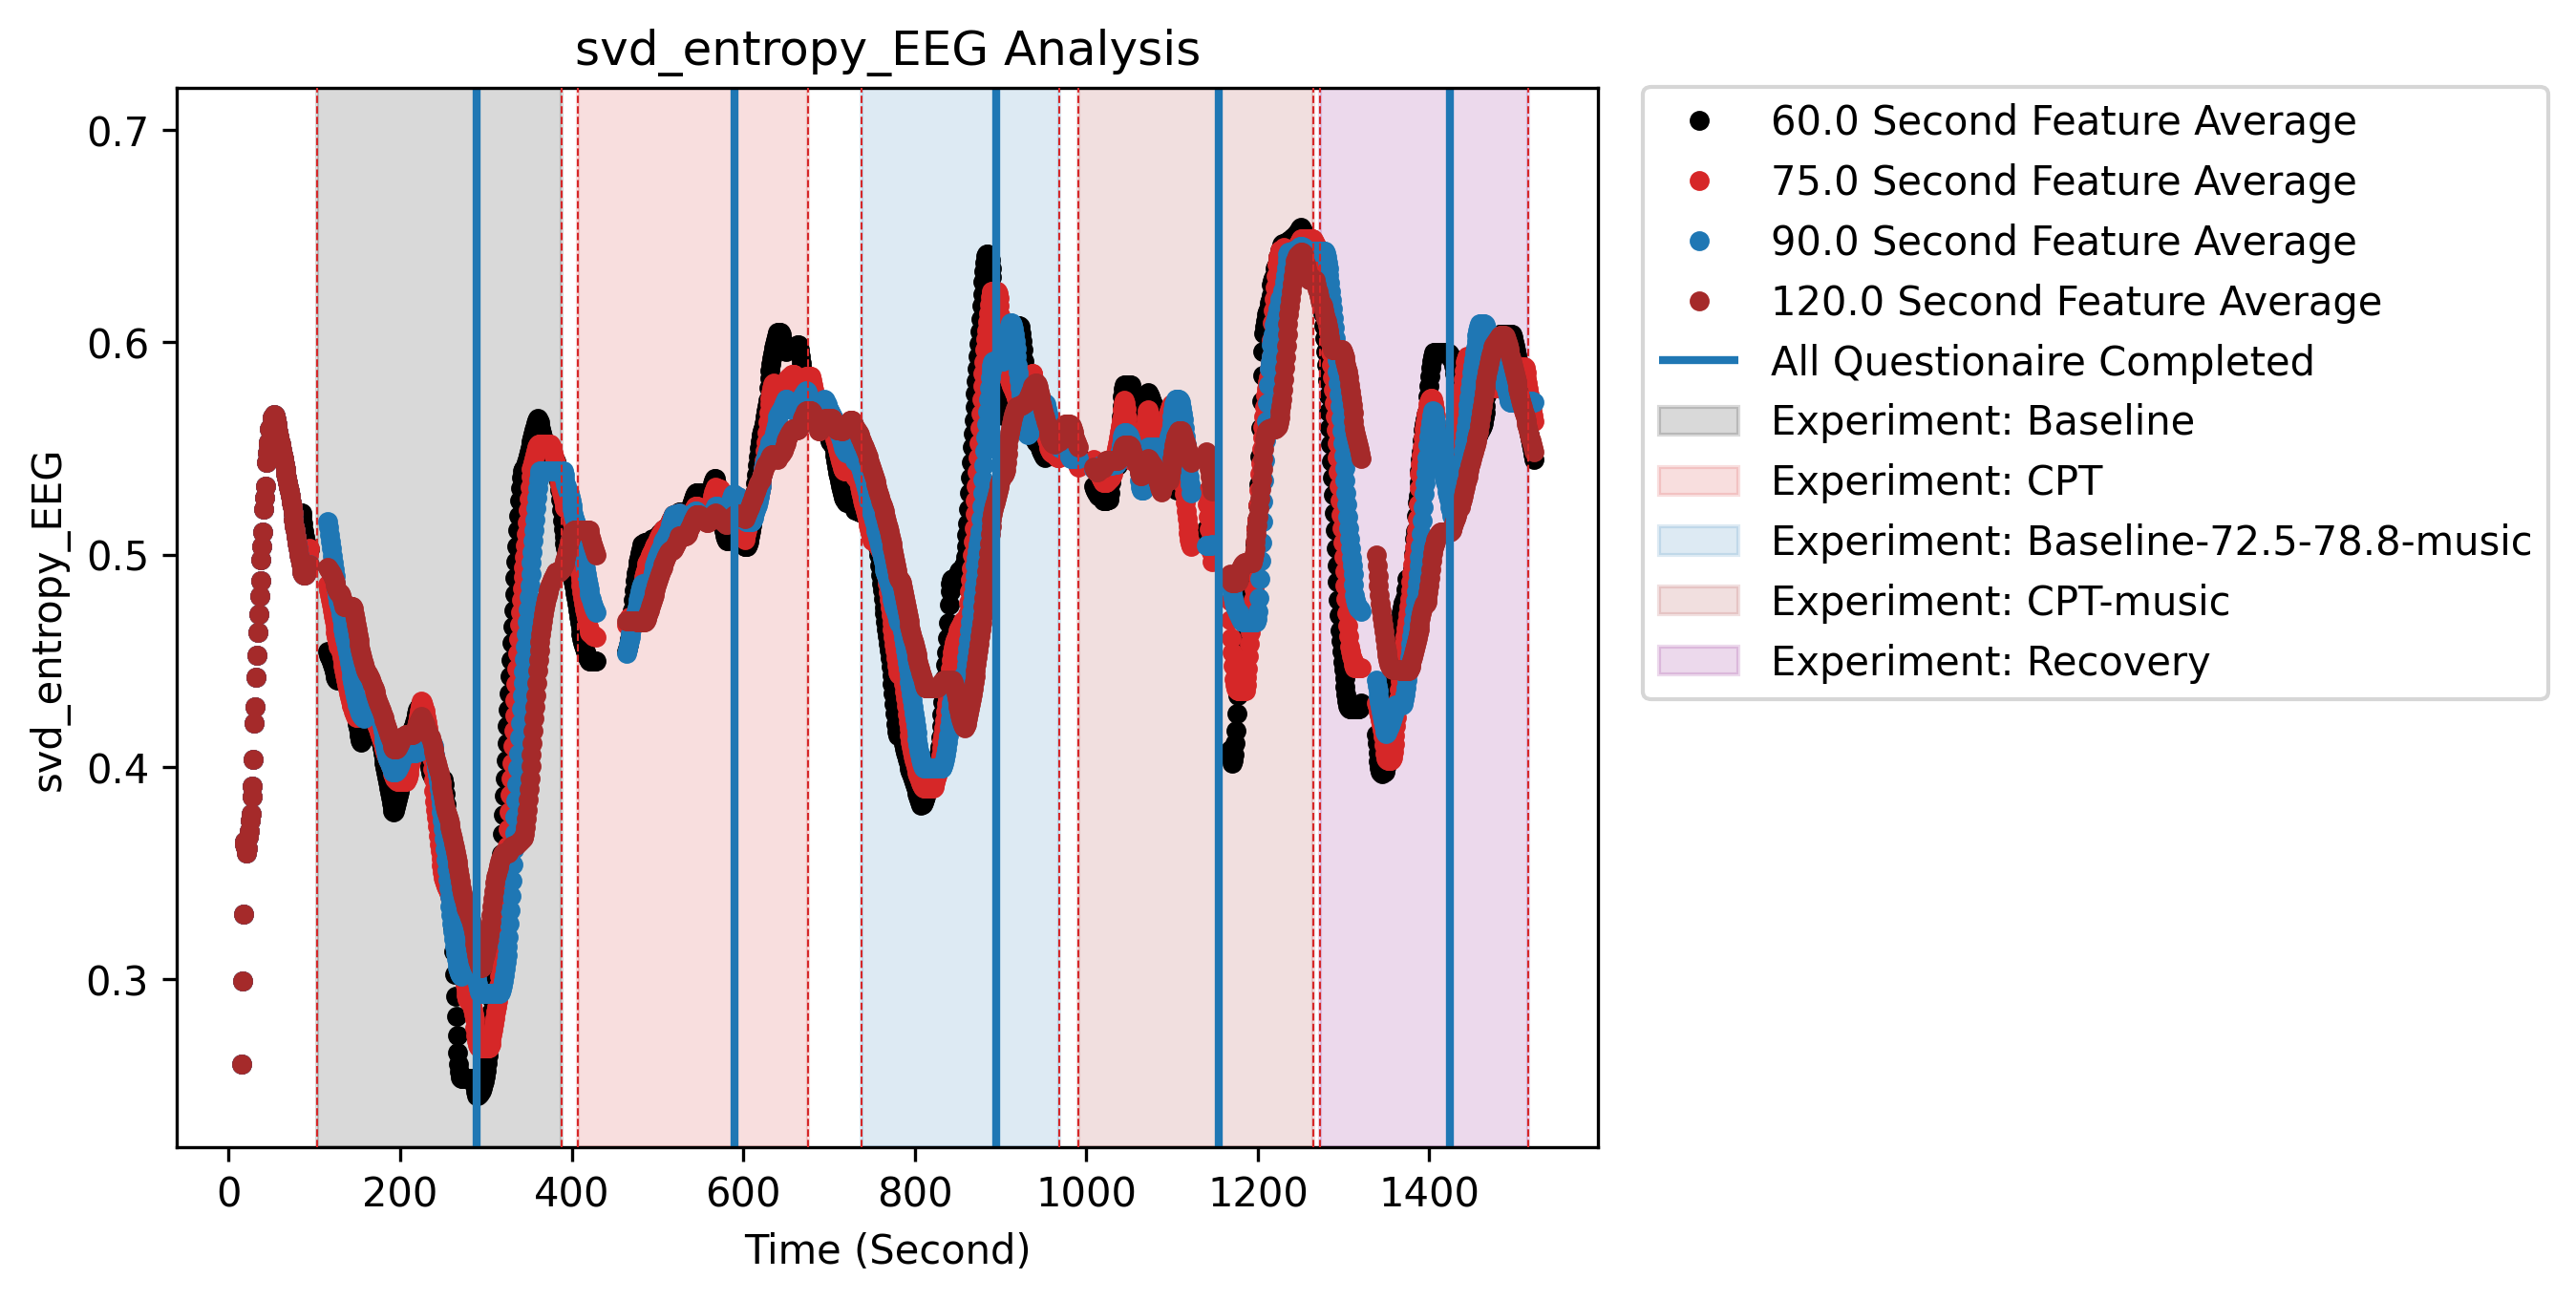 svd_entropy_EEG Analysis
0.7
0.6
0.5
0.4
0.3
svd_entropy_EEG
0 200 400 600 800 1000 1200 1400
Time (Second)
60.0 Second Feature Average
75.0 Second Feature Average
90.0 Second Feature Average
120.0 Second Feature Average
All Questionaire Completed
Experiment: Baseline
Experiment: CPT
Experiment: Baseline-72.5-78.8-music
Experiment: CPT-music
Experiment: Recovery